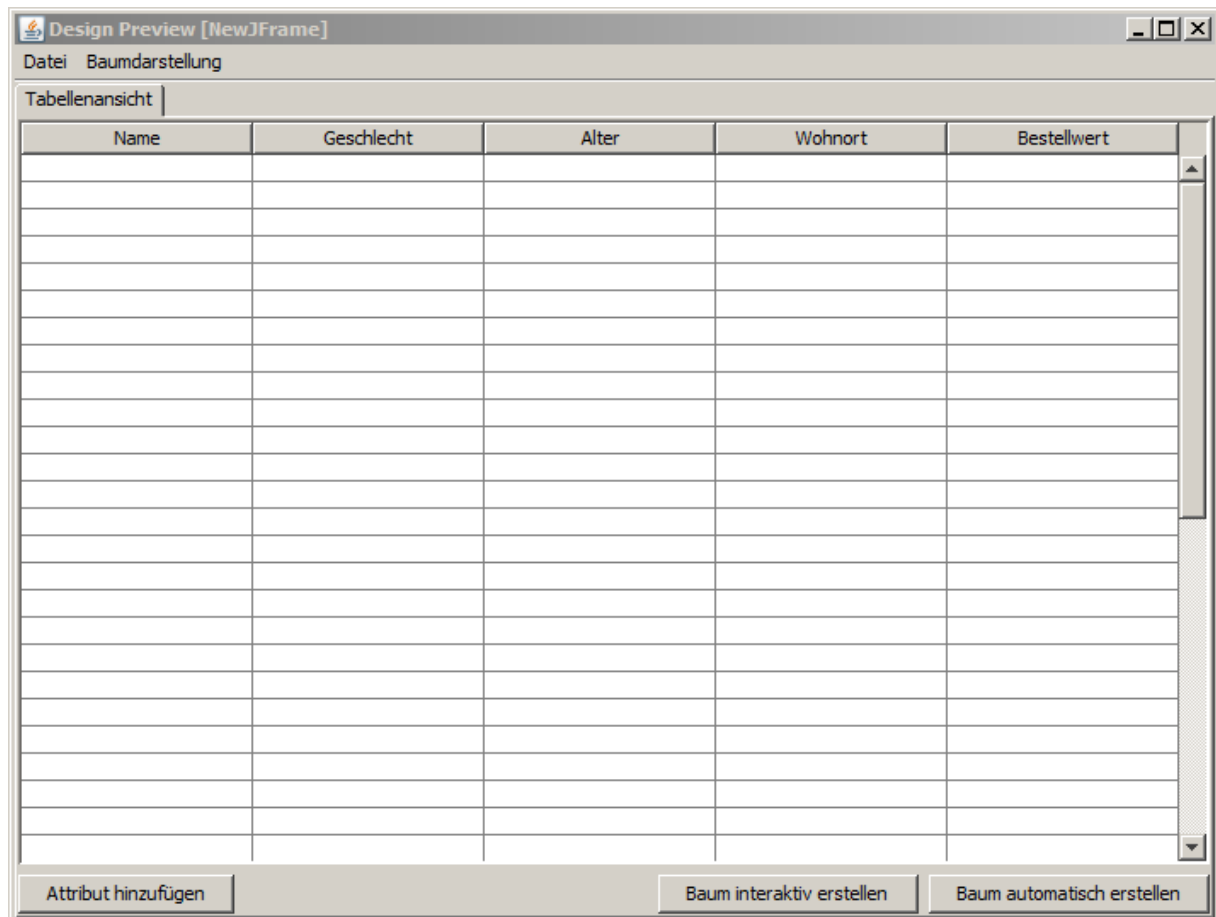 Design Preview [NewJFrame]
Datei Baumdarstellung
Tabellenansicht
Name Geschlecht Alter Wohnort Bestellwert
Attribut hinzufügen Baum interaktiv erstellen Baum automatisch erstellen